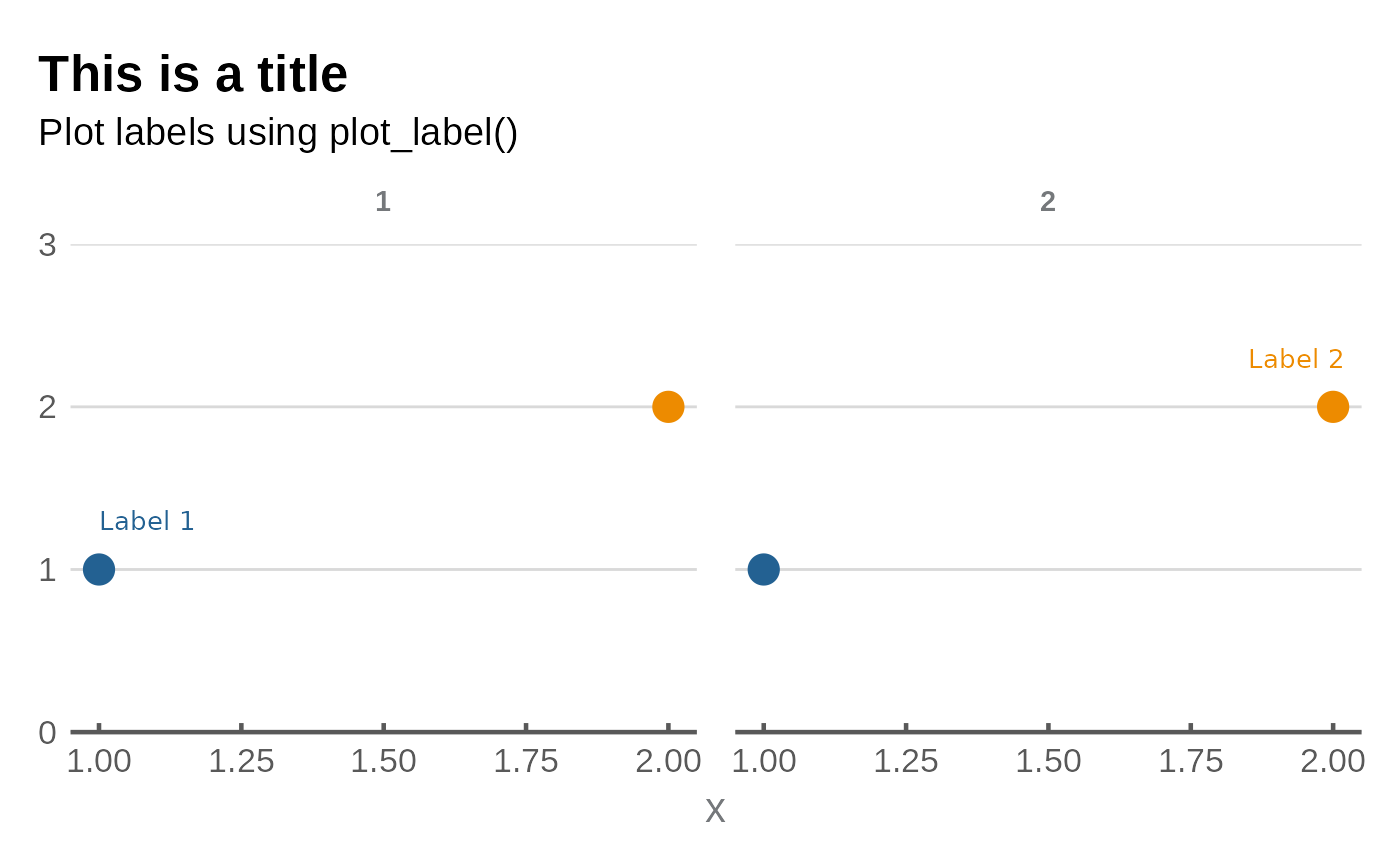 This is a title
Plot labels using plot_label()
1 2
3
Label 2
2
Label 1
1
0
1.00 1.25 1.50 1.75 2.00 1.00 1.25 1.50 1.75 2.00
x